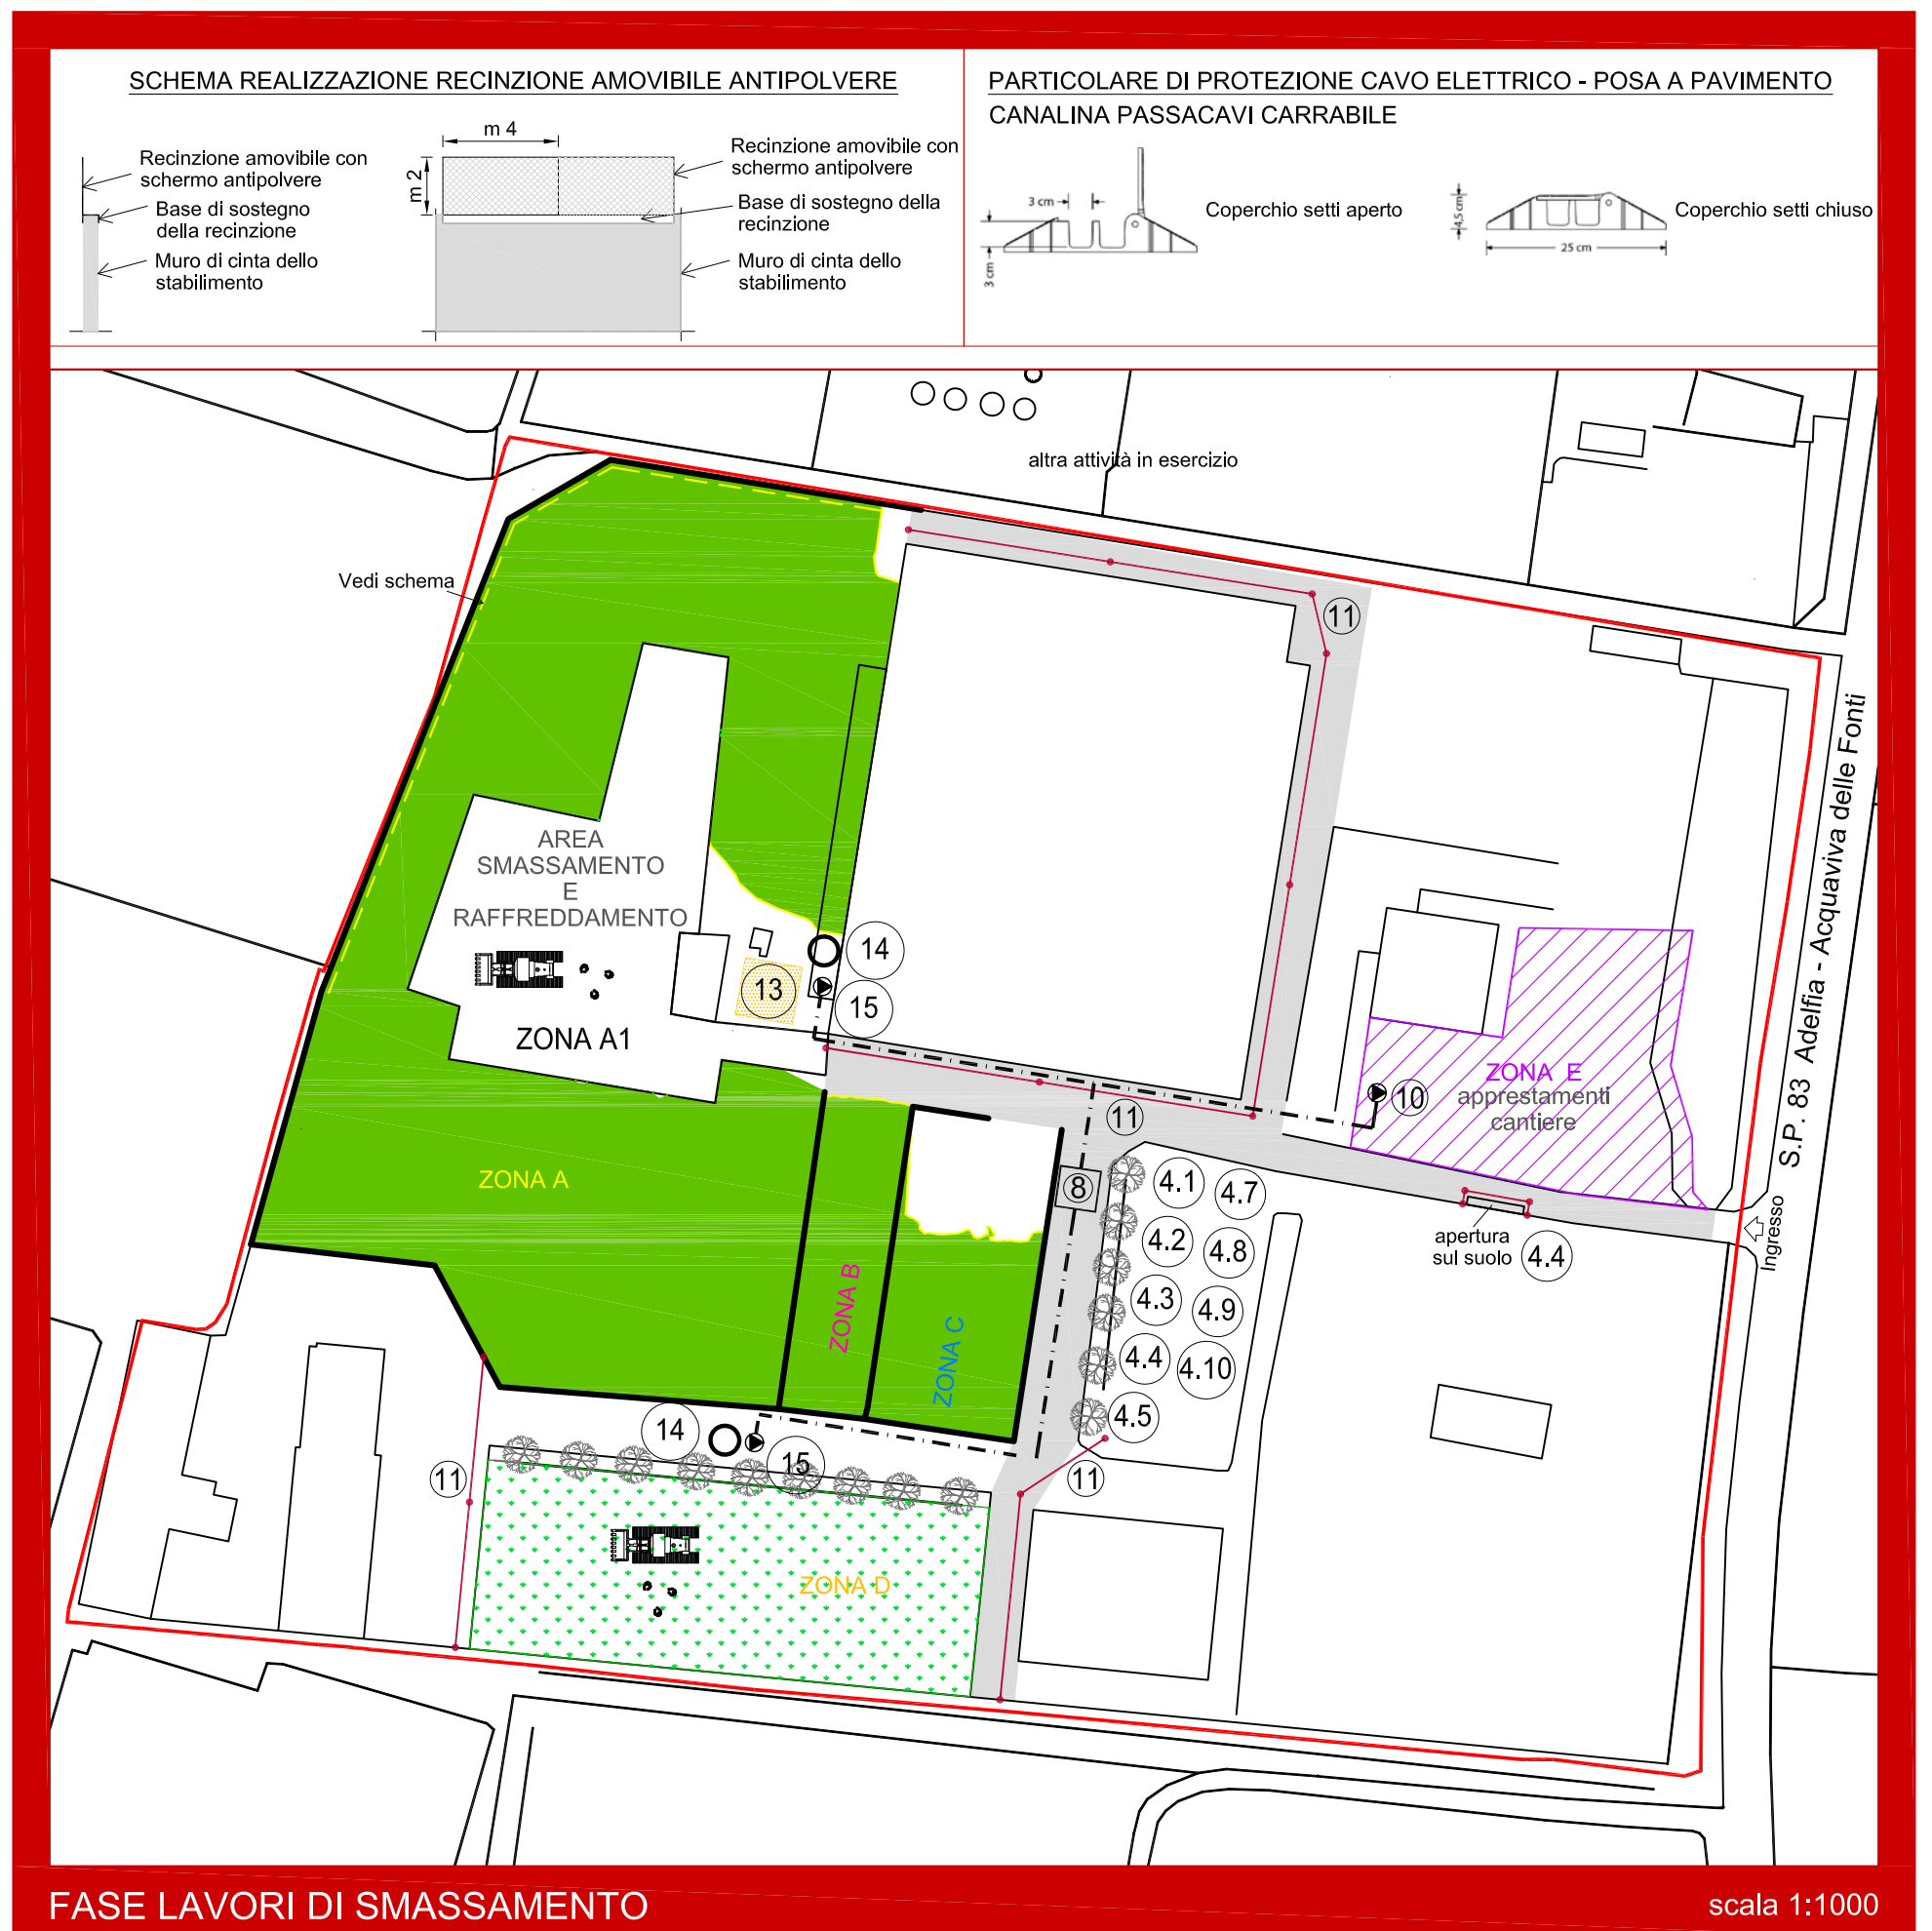 SCHEMA REALIZZAZIONE RECINZIONE AMOVIBILE ANTIPOLVERE
m 4
m 2
Recinzione amovibile con
schermo antipolvere
Base di sostegno
della recinzione
Muro di cinta dello
stabilimento
Recinzione amovibile con
schermo antipolvere
Base di sostegno della
recinzione
Muro di cinta dello
stabilimento
PARTICOLARE DI PROTEZIONE CAVO ELETTRICO - POSA A PAVIMENTO
CANALINA PASSACAVI CARRABILE
3 cm
3 cm
Coperchio setti aperto
4,5 cm
25 cm
Coperchio setti chiuso
altra attività in esercizio
Vedi schema
11
AREA
SMASSAMENTO
E
RAFFREDDAMENTO
ZONA A1
13
14
15
S.P. 83 Adelfia - Acquaviva delle Fonti
ZONA E
apprestamenti
cantiere
10
11
ZONA A
8
4.1
4.7
4.2
4.8
4.3
4.9
4.4
4.10
4.5
apertura
sul suolo
4.4
Ingresso
ZONA B
ZONA C
14
15
11
11
ZONA D
FASE LAVORI DI SMASSAMENTO
scala 1:1000